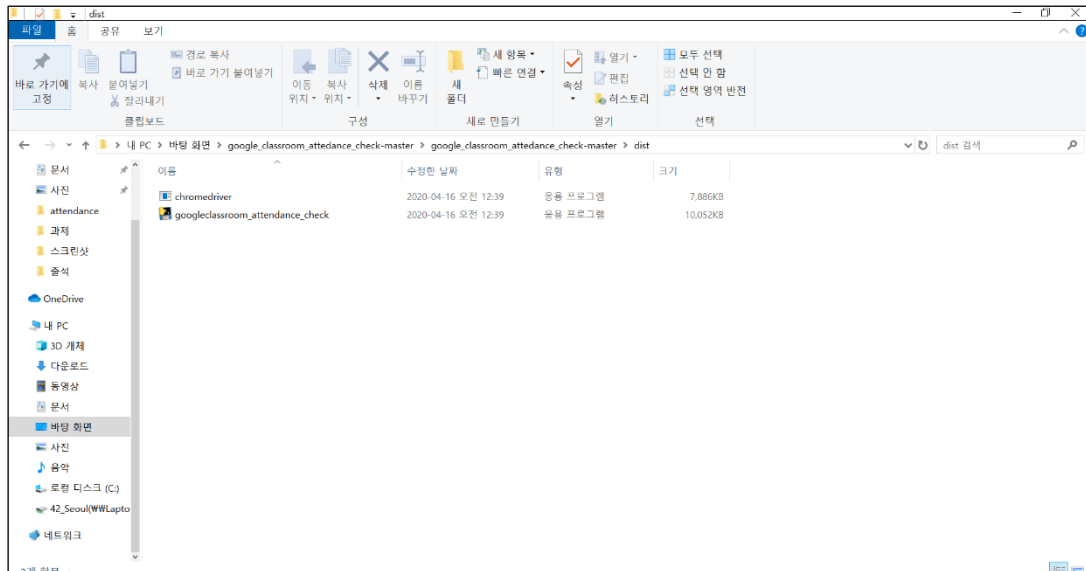 dist
파일 홈 공유 보기
바로 가기에 고정
복사
붙여넣기
경로 복사
바로 가기 붙여넣기
잘라내기
클립보드
이동 위치
복사 위치
삭제
이름 바꾸기
구성
새 폴더
새 항목
빠른 연결
새로 만들기
속성
열기
편집
히스토리
열기
모두 선택
선택 안 함
선택 영역 반전
선택
내 PC > 바탕 화면 > google_classroom_attedance_check-master > google_classroom_attedance_check-master > dist
dist 검색
이름 수정한 날짜 유형 크기
chromedriver 2020-04-16 오전 12:39 응용 프로그램 7,886KB
googleclassroom_attendance_check 2020-04-16 오전 12:39 응용 프로그램 10,052KB
문서
사진
attendance
과제
스크린샷
출석
OneDrive
내 PC
3D 개체
다운로드
동영상
문서
바탕 화면
사진
음악
로컬 디스크 (C:)
42_Seoul(₩₩Lapto
네트워크